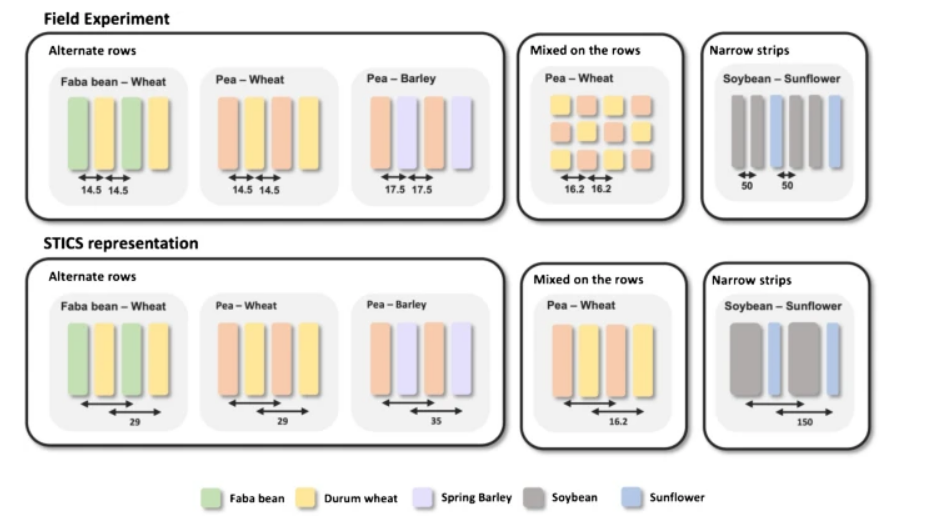 Field Experiment
Alternate rows
Mixed on the rows
Narrow strips
Faba bean – Wheat
Pea – Wheat
Pea – Barley
Pea – Wheat
Soybean – Sunflower
14.5 14.5
14.5 14.5
17.5 17.5
16.2 16.2
50
50
STICS representation
Alternate rows
Mixed on the rows
Narrow strips
Faba bean – Wheat
Pea – Wheat
Pea – Barley
Pea – Wheat
Soybean – Sunflower
29
29
35
16.2
150
Faba bean
Durum wheat
Spring Barley
Soybean
Sunflower